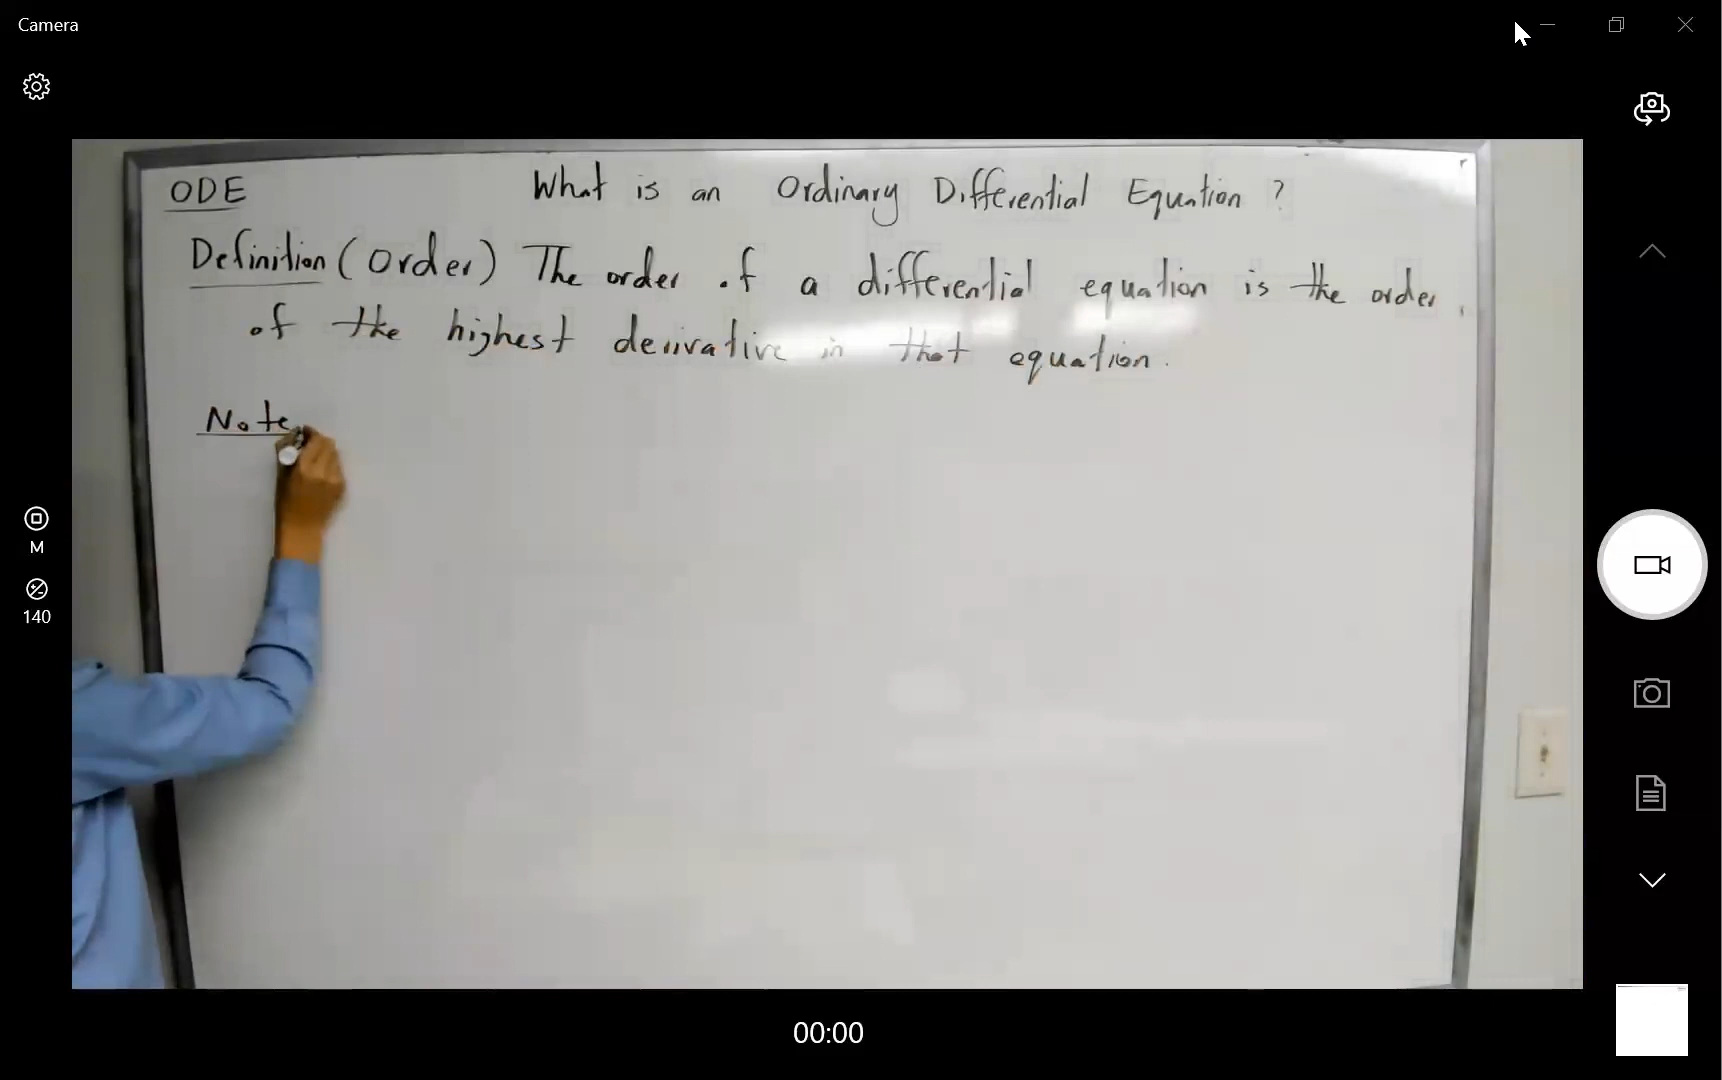 Camera
ODE What is an Ordinary Differential Equation ?
Definition (Order) The order of a differential equation is the order
of the highest derivative in that equation.
Note
M
140
00:00